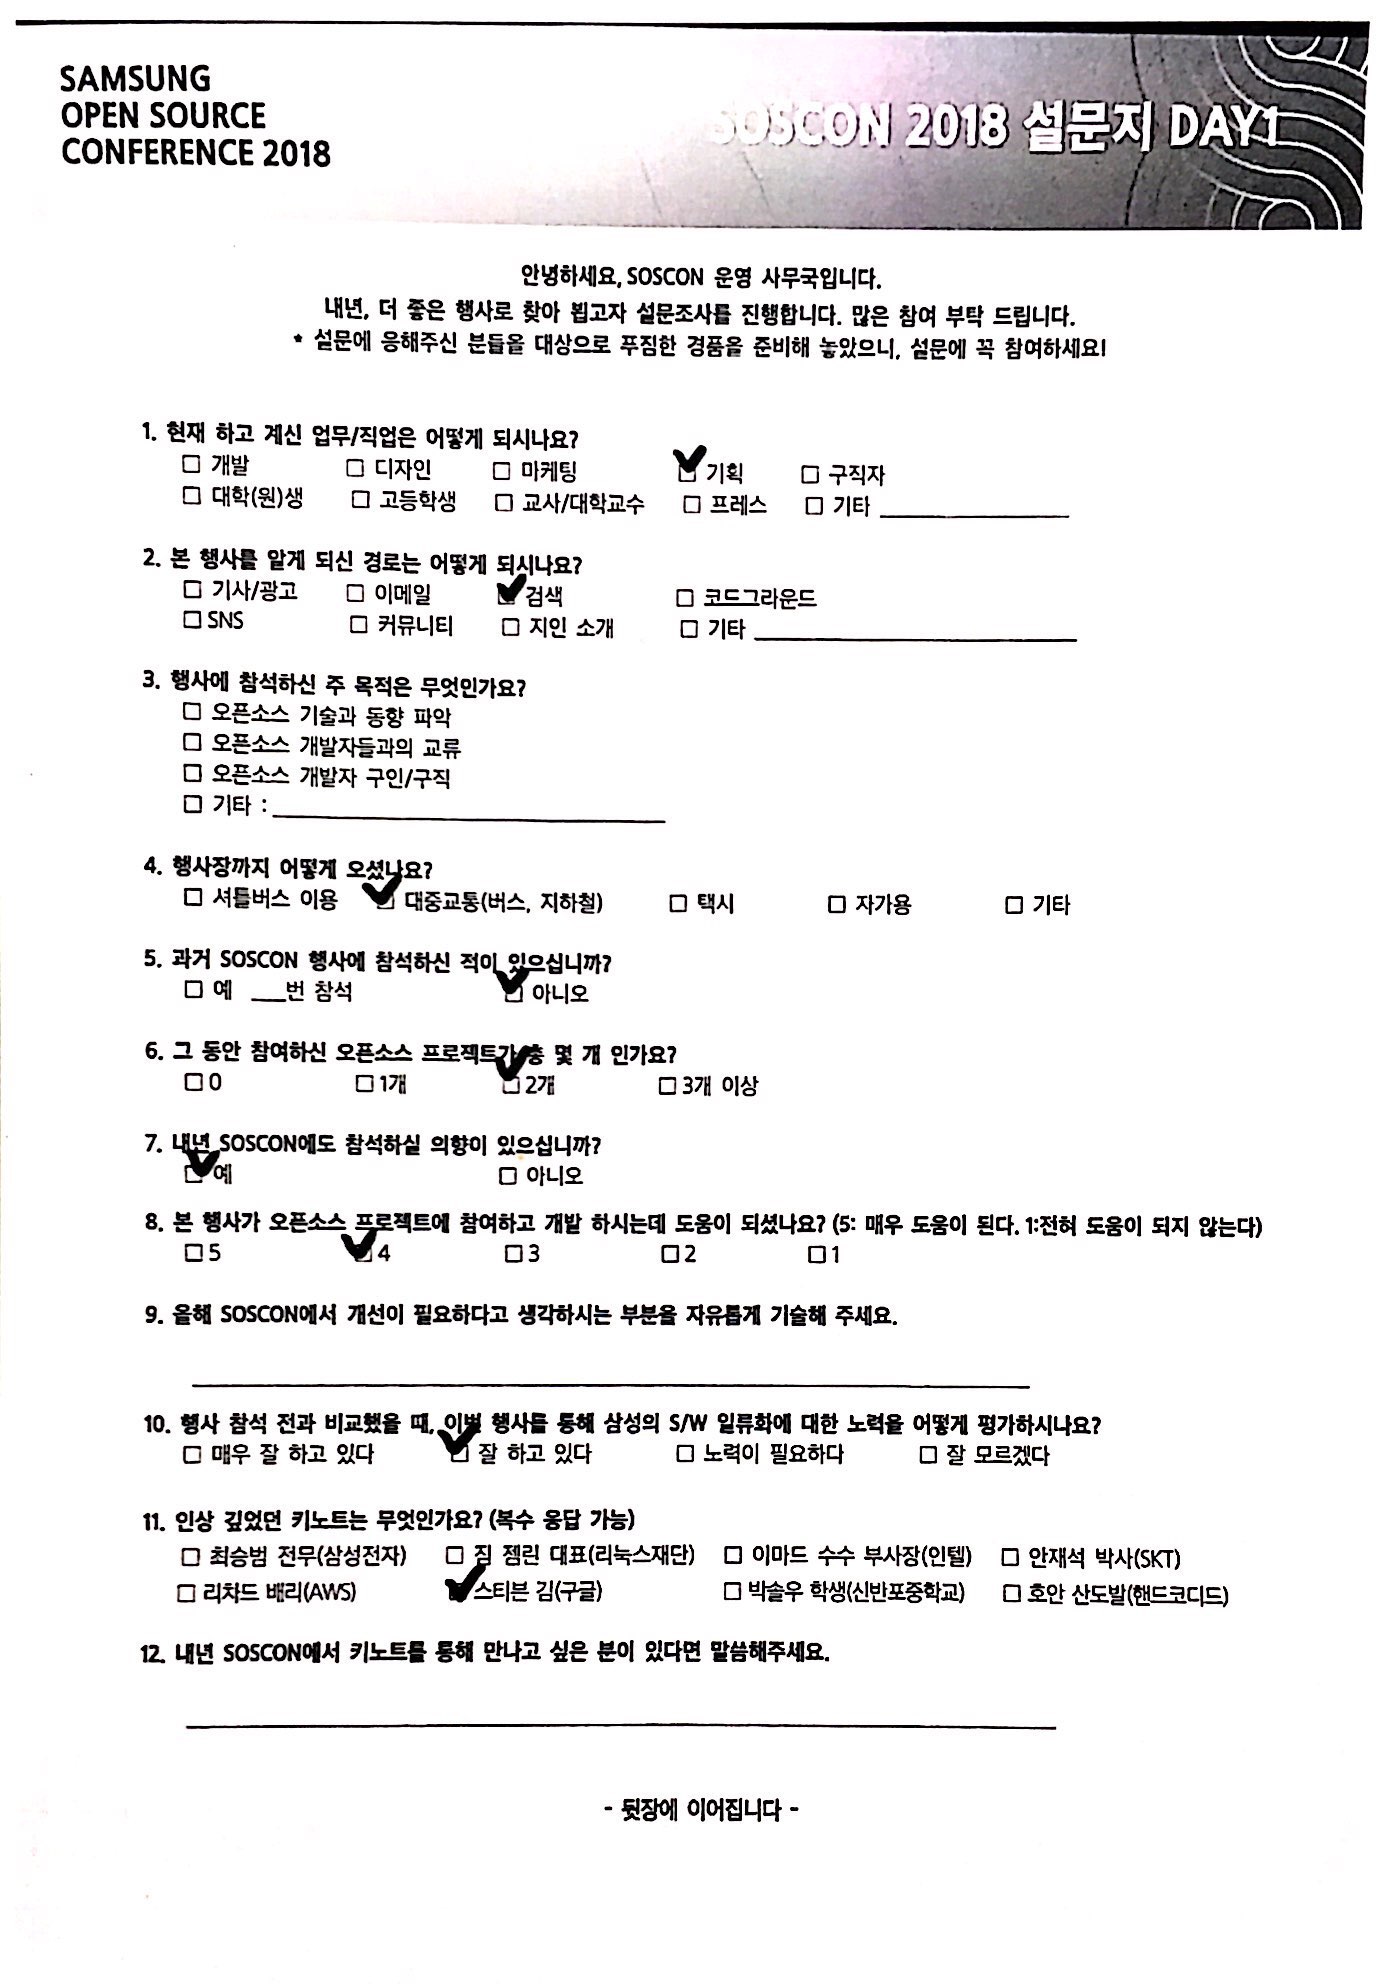 SAMSUNG
OPEN SOURCE
CONFERENCE 2018
SOSCON 2018 설문지 DAY1
안녕하세요, SOSCON 운영 사무국입니다.
내년, 더 좋은 행사로 찾아 뵙고자 설문조사를 진행합니다. 많은 참여 부탁 드립니다.
* 설문에 응해주신 분들을 대상으로 푸짐한 경품을 준비해 놓았으니, 설문에 꼭 참여하세요!
1. 현재 하고 계신 업무/직업은 어떻게 되시나요?
☐ 개발 ☐ 디자인 ☐ 마케팅 ☑ 기획 ☐ 구직자
☐ 대학(원)생 ☐ 고등학생 ☐ 교사/대학교수 ☐ 프레스 ☐ 기타 ______
2. 본 행사를 알게 되신 경로는 어떻게 되시나요?
☐ 기사/광고 ☐ 이메일 ☑ 검색 ☐ 코드그라운드
☐ SNS ☐ 커뮤니티 ☐ 지인 소개 ☐ 기타 ______
3. 행사에 참석하신 주 목적은 무엇인가요?
☐ 오픈소스 기술과 동향 파악
☐ 오픈소스 개발자들과의 교류
☐ 오픈소스 개발자 구인/구직
☐ 기타 : ______
4. 행사장까지 어떻게 오셨나요?
☐ 셔틀버스 이용 ☑ 대중교통(버스, 지하철) ☐ 택시 ☐ 자가용 ☐ 기타
5. 과거 SOSCON 행사에 참석하신 적이 있으십니까?
☐ 예 ___번 참석 ☑ 아니오
6. 그 동안 참여하신 오픈소스 프로젝트가 총 몇 개 인가요?
☐ 0 ☐ 1개 ☑ 2개 ☐ 3개 이상
7. 내년 SOSCON에도 참석하실 의향이 있으십니까?
☑ 예 ☐ 아니오
8. 본 행사가 오픈소스 프로젝트에 참여하고 개발 하시는데 도움이 되셨나요? (5: 매우 도움이 된다. 1:전혀 도움이 되지 않는다)
☐ 5 ☑ 4 ☐ 3 ☐ 2 ☐ 1
9. 올해 SOSCON에서 개선이 필요하다고 생각하시는 부분을 자유롭게 기술해 주세요.
10. 행사 참석 전과 비교했을 때, 이번 행사를 통해 삼성의 S/W 일류화에 대한 노력을 어떻게 평가하시나요?
☐ 매우 잘 하고 있다 ☑ 잘 하고 있다 ☐ 노력이 필요하다 ☐ 잘 모르겠다
11. 인상 깊었던 키노트는 무엇인가요? (복수 응답 가능)
☐ 최승범 전무(삼성전자) ☐ 짐 젬린 대표(리눅스재단) ☐ 이마드 수수 부사장(인텔) ☐ 안재석 박사(SKT)
☐ 리차드 배리(AWS) ☑ 스티븐 김(구글) ☐ 박솔우 학생(신반포중학교) ☐ 호안 산도발(핸드코디드)
12. 내년 SOSCON에서 키노트를 통해 만나고 싶은 분이 있다면 말씀해주세요.
- 뒷장에 이어집니다 -